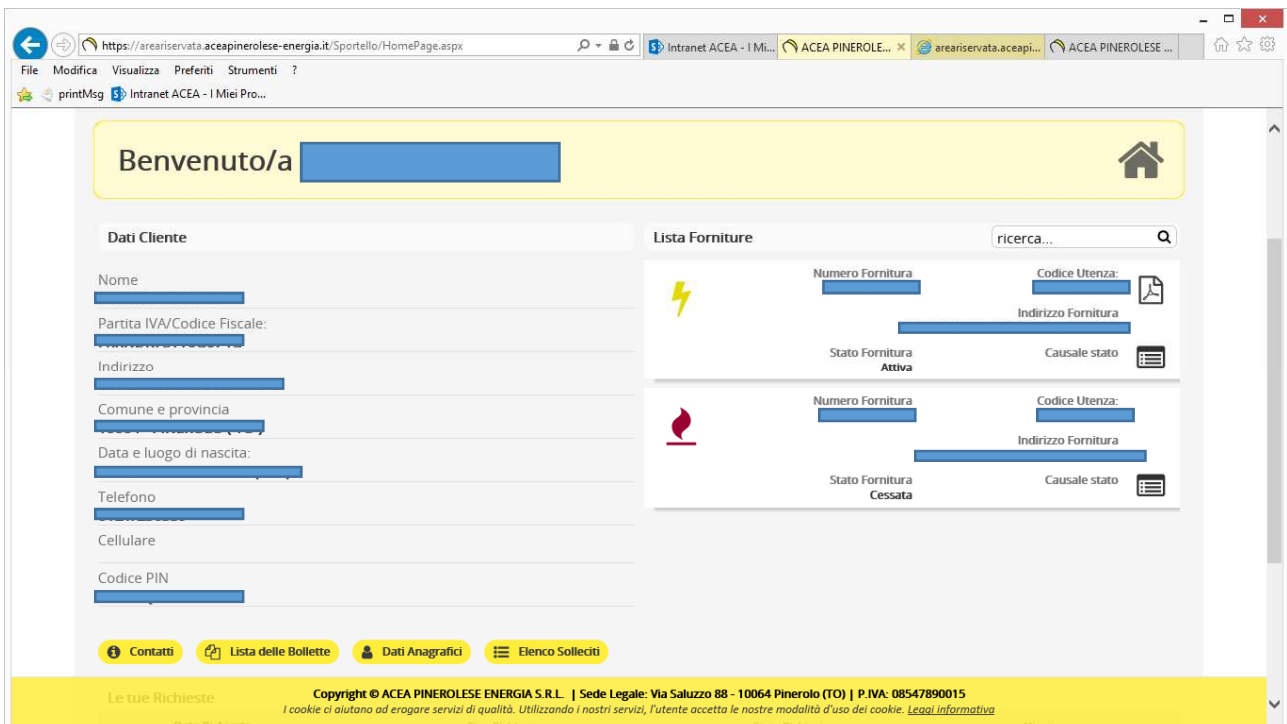 https://areariservata.aceapinerolese-energia.it/Sportello/HomePage.aspx
Intranet ACEA - I Mi...
ACEA PINEROLE...
areariservata.aceapi...
ACEA PINEROLESE ...
File Modifica Visualizza Preferiti Strumenti ?
printMsg Intranet ACEA - I Miei Pro...
Benvenuto/a
Dati Cliente
Nome
Partita IVA/Codice Fiscale:
Indirizzo
Comune e provincia
Data e luogo di nascita:
Telefono
Cellulare
Codice PIN
Lista Forniture
ricerca...
Numero Fornitura
Codice Utenza:
Indirizzo Fornitura
Stato Fornitura
Attiva
Causale stato
Numero Fornitura
Codice Utenza:
Indirizzo Fornitura
Stato Fornitura
Cessata
Causale stato
Contatti
Lista delle Bollette
Dati Anagrafici
Elenco Solleciti
Le tue Richieste
Copyright © ACEA PINEROLESE ENERGIA S.R.L. | Sede Legale: Via Saluzzo 88 - 10064 Pinerolo (TO) | P.IVA: 08547890015
I cookie ci aiutano ad erogare servizi di qualità. Utilizzando i nostri servizi, l'utente accetta le nostre modalità d'uso dei cookie. Leggi informativa